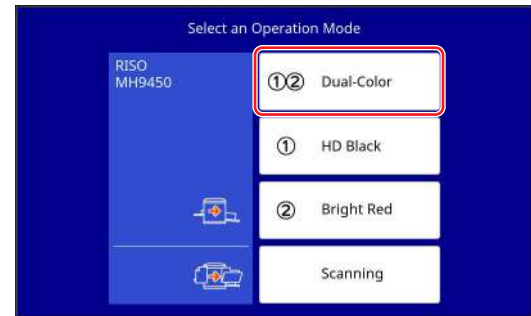 Select an Operation Mode
RISO
MH9450
①② Dual-Color
① HD Black
② Bright Red
Scanning